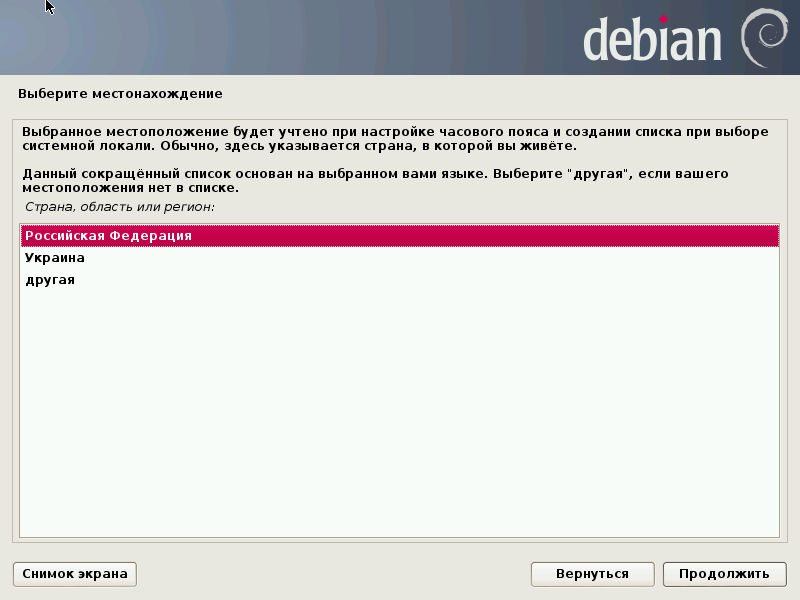 debian
Выберите местонахождение
Выбранное местоположение будет учтено при настройке часового пояса и создании списка при выборе
системной локали. Обычно, здесь указывается страна, в которой вы живёте.
Данный сокращённый список основан на выбранном вами языке. Выберите "другая", если вашего
местоположения нет в списке.
Страна, область или регион:
Российская Федерация
Украина
другая
Снимок экрана
Вернуться
Продолжить